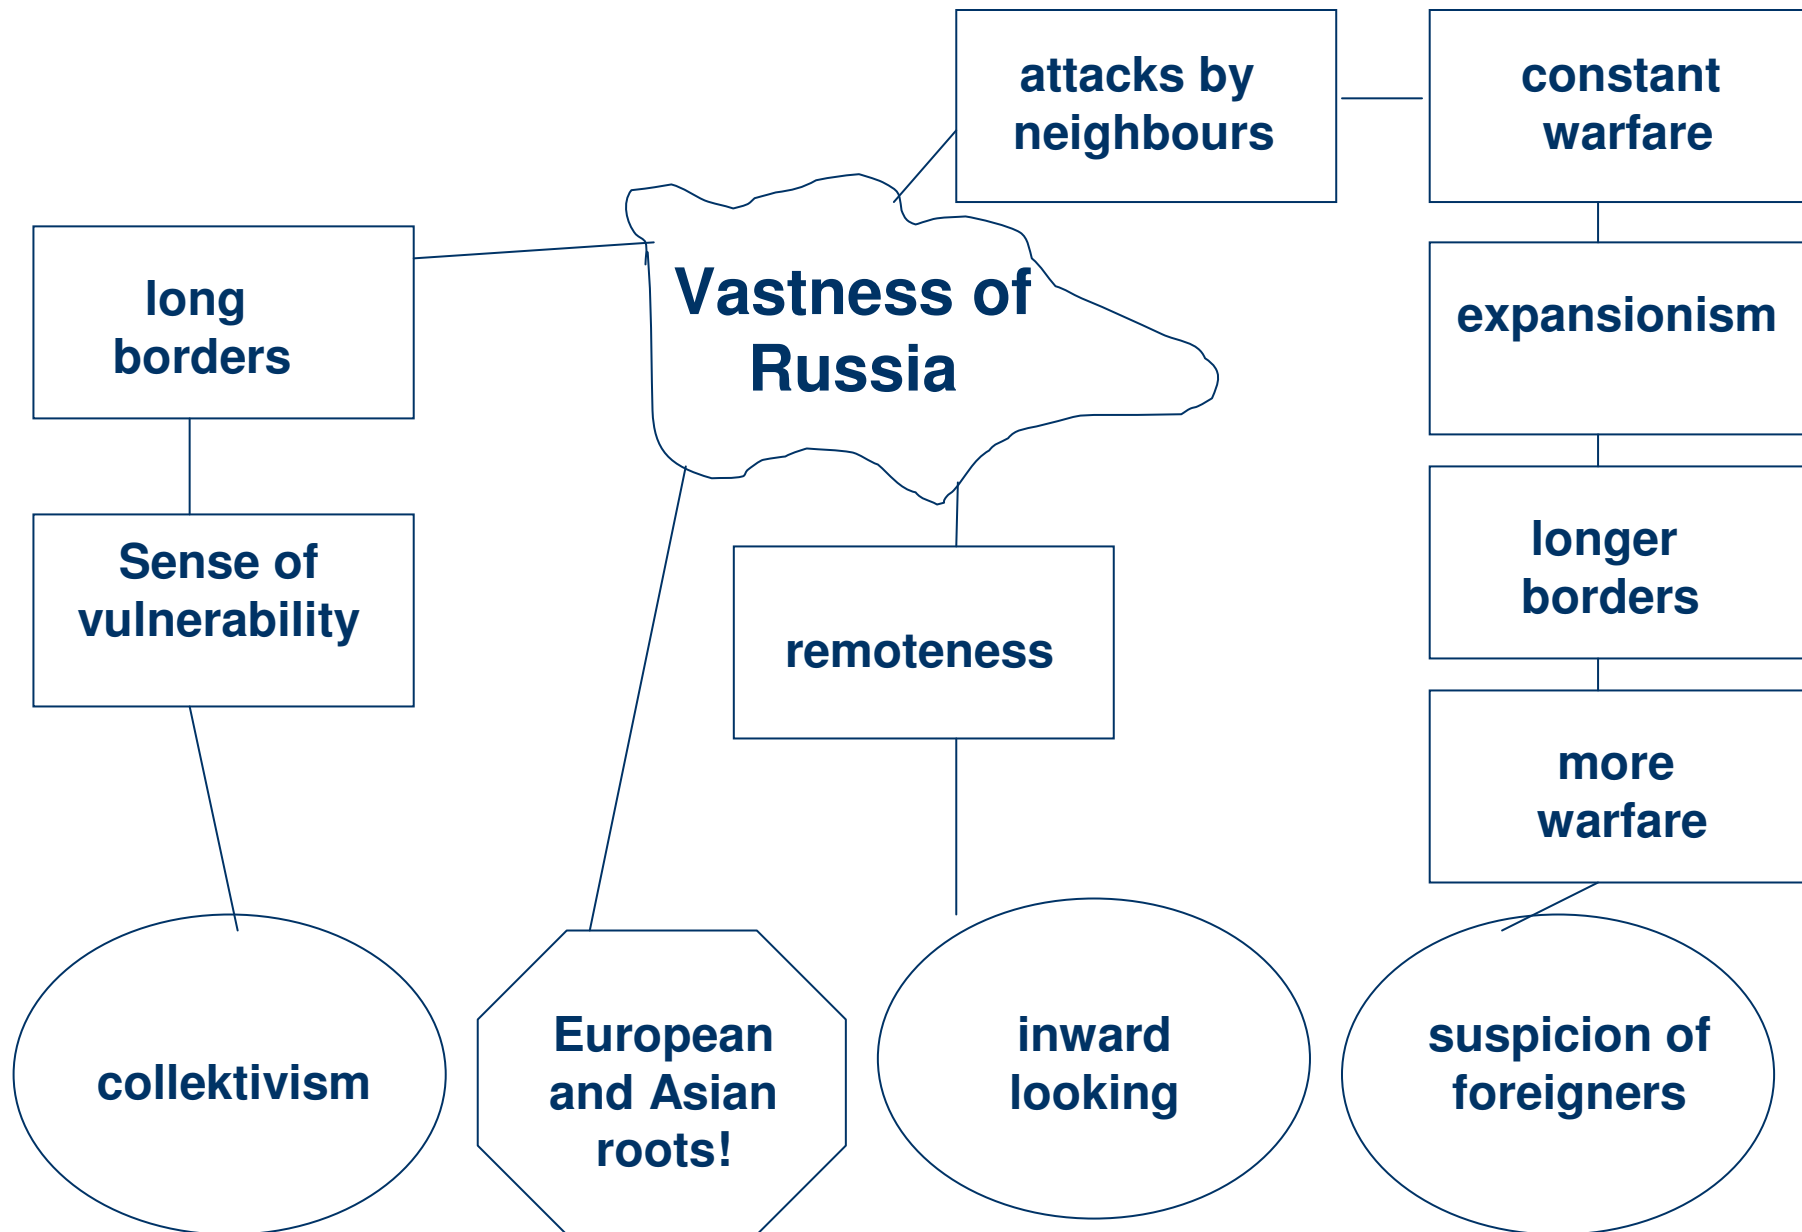 attacks by
neighbours
constant
warfare
Vastness of
Russia
long
borders
expansionism
Sense of
vulnerability
remoteness
longer
borders
more
warfare
collektivism
European
and Asian
roots!
inward
looking
suspicion of
foreigners